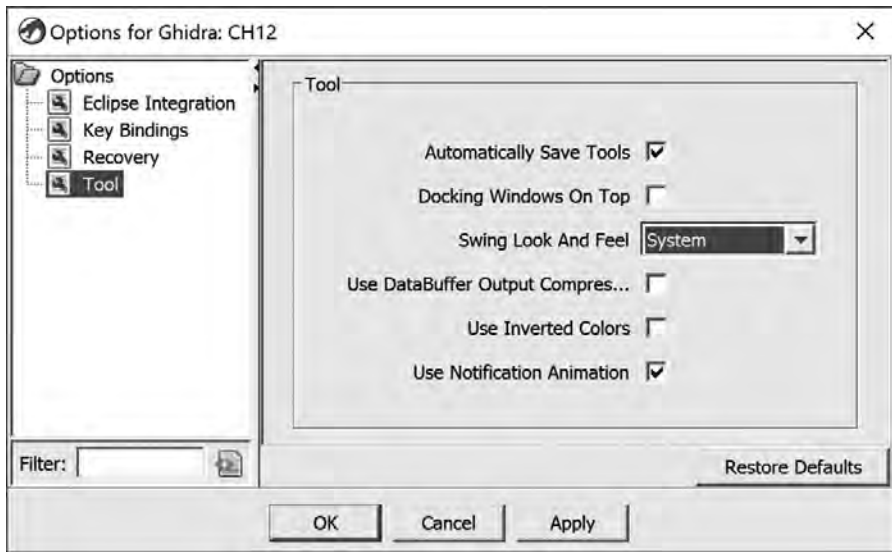 Options for Ghidra: CH12
Options
Eclipse Integration
Key Bindings
Recovery
Tool
Filter:
Tool
Automatically Save Tools
Docking Windows On Top
Swing Look And Feel System
Use DataBuffer Output Compres...
Use Inverted Colors
Use Notification Animation
Restore Defaults
OK Cancel Apply